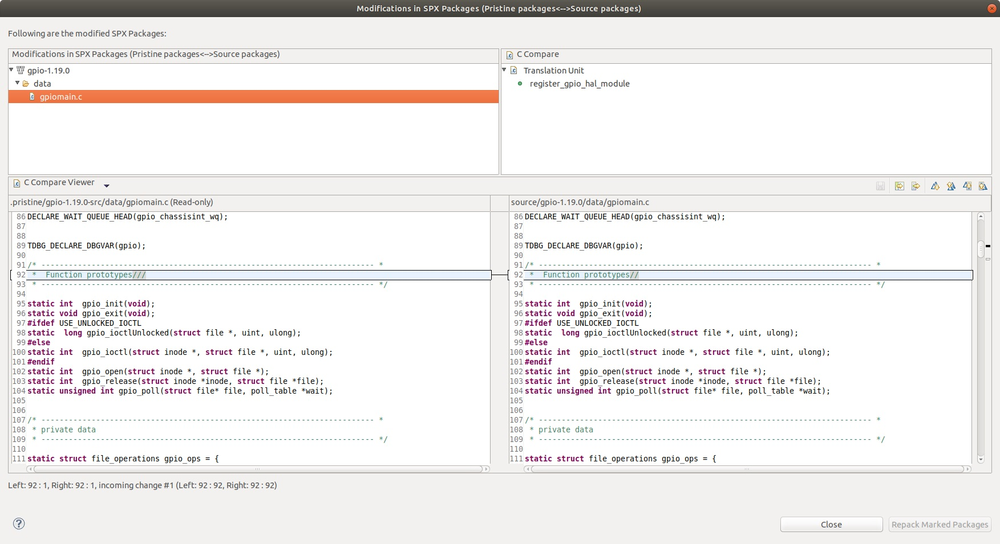 Modifications in SPX Packages (Pristine packages<-->Source packages)
Following are the modified SPX Packages:
Modifications in SPX Packages (Pristine packages<-->Source packages)
gpio-1.19.0
data
gpiomain.c
C Compare
Translation Unit
register_gpio_hal_module
C Compare Viewer
.pristine/gpio-1.19.0-src/data/gpiomain.c (Read-only)
86 DECLARE_WAIT_QUEUE_HEAD(gpio_chassisint_wq);
87
88
89 TDBG_DECLARE_DBGVAR(gpio);
90
91 /* ------------------------------------------------------------------------- *
92  *  Function prototypes///
93  * ------------------------------------------------------------------------- */
94
95 static int  gpio_init(void);
96 static void gpio_exit(void);
97 #ifdef USE_UNLOCKED_IOCTL
98 static  long gpio_ioctlUnlocked(struct file *, uint, ulong);
99 #else
100 static int  gpio_ioctl(struct inode *, struct file *, uint, ulong);
101 #endif
102 static int  gpio_open(struct inode *, struct file *);
103 static int  gpio_release(struct inode *inode, struct file *file);
104 static unsigned int gpio_poll(struct file* file, poll_table *wait);
105
106
107 /* ------------------------------------------------------------------------- *
108  * private data
109  * ------------------------------------------------------------------------- */
110
111 static struct file_operations gpio_ops = {
source/gpio-1.19.0/data/gpiomain.c
86 DECLARE_WAIT_QUEUE_HEAD(gpio_chassisint_wq);
87
88
89 TDBG_DECLARE_DBGVAR(gpio);
90
91 /* ------------------------------------------------------------------------- *
92  *  Function prototypes//
93  * ------------------------------------------------------------------------- */
94
95 static int  gpio_init(void);
96 static void gpio_exit(void);
97 #ifdef USE_UNLOCKED_IOCTL
98 static  long gpio_ioctlUnlocked(struct file *, uint, ulong);
99 #else
100 static int  gpio_ioctl(struct inode *, struct file *, uint, ulong);
101 #endif
102 static int  gpio_open(struct inode *, struct file *);
103 static int  gpio_release(struct inode *inode, struct file *file);
104 static unsigned int gpio_poll(struct file* file, poll_table *wait);
105
106
107 /* ------------------------------------------------------------------------- *
108  * private data
109  * ------------------------------------------------------------------------- */
110
111 static struct file_operations gpio_ops = {
Left: 92 : 1, Right: 92 : 1, incoming change #1 (Left: 92 : 92, Right: 92 : 92)
?
Close
Repack Marked Packages